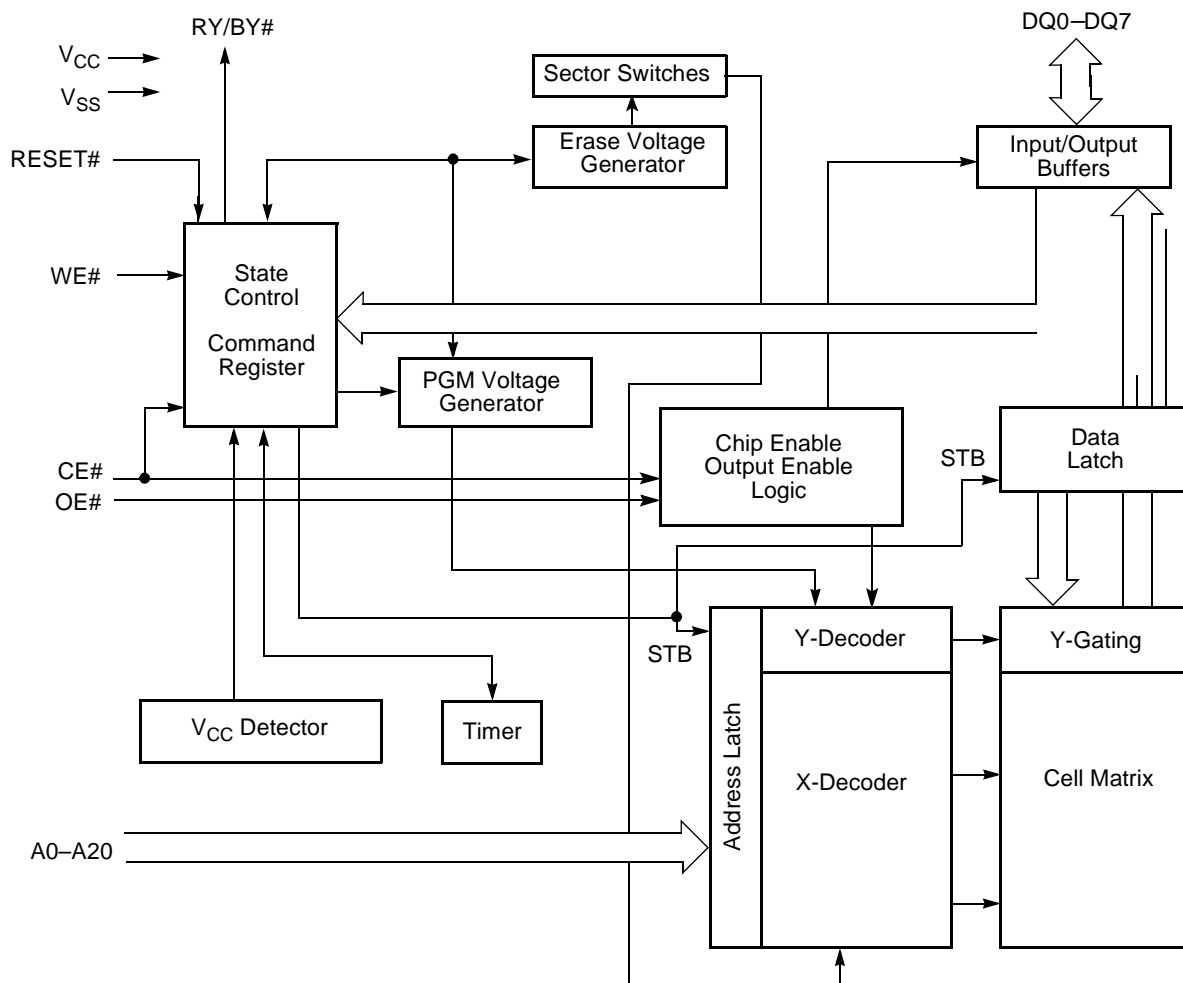 RY/BY#
DQ0–DQ7
VCC
VSS
Sector Switches
RESET#
Erase Voltage
Generator
Input/Output
Buffers
WE#
State
Control
Command
Register
PGM Voltage
Generator
Chip Enable
Output Enable
Logic
Data
Latch
STB
CE#
OE#
STB
Y-Decoder
Y-Gating
VCC Detector
Timer
Address Latch
X-Decoder
Cell Matrix
A0–A20